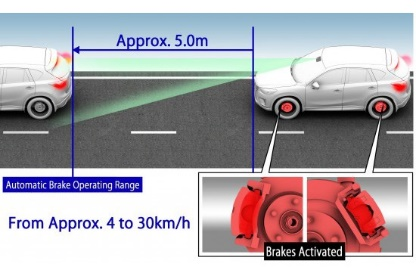 Approx. 5.0m
Automatic Brake Operating Range
From Approx. 4 to 30km/h
Brakes Activated